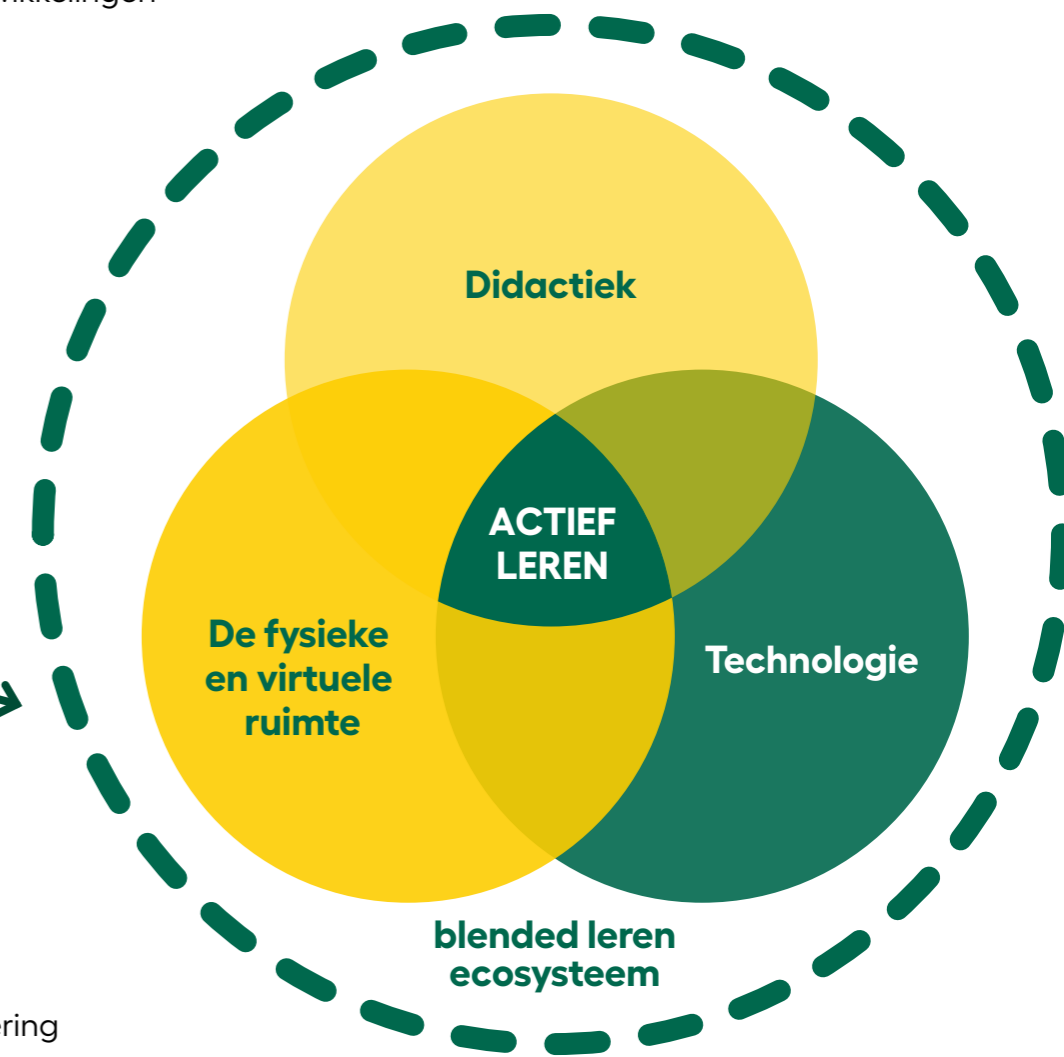 Didactiek
ACTIEF
LEREN
De fysieke
en virtuele
ruimte
Technologie
blended leren
ecosysteem